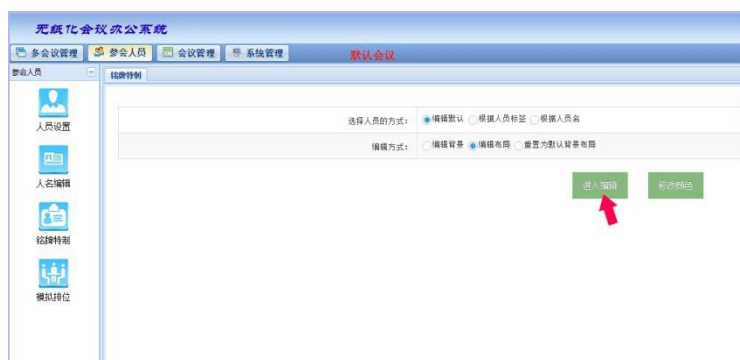 无纸化会议办公系统
多会议管理 参会人员 会议管理 系统管理 默认会议
参会人员 铭牌特制
选择人员的方式： 编辑默认 根据人员标签 根据人员名
编辑方式： 编辑背景 编辑布局 重置为默认背景布局
进入编辑 修改颜色
人员设置
人名编辑
铭牌特制
模拟排位